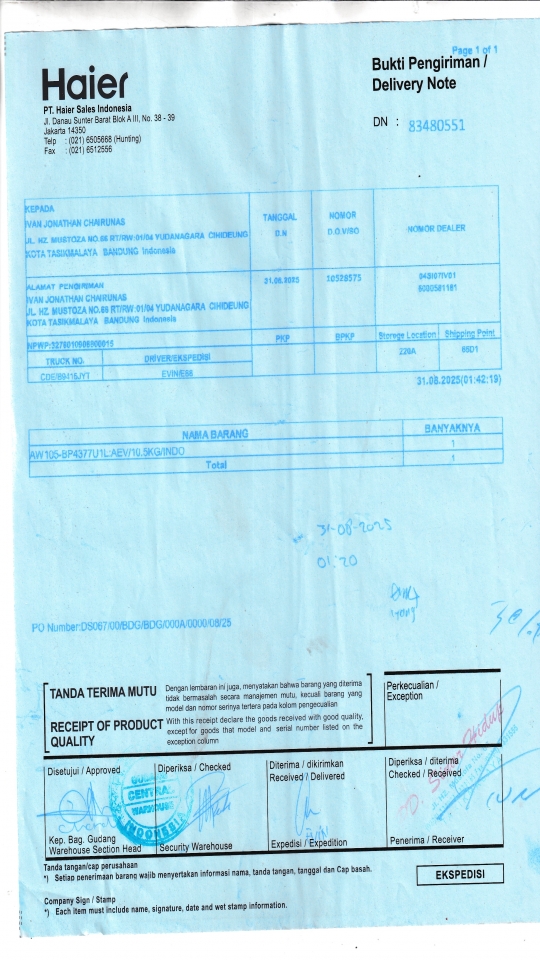 Page 1 of 1
Haier
Bukti Pengiriman /
Delivery Note
DN : 83480551
PT. Haier Sales Indonesia
Jl. Danau Sunter Barat Blok A III, No. 38 - 39
Jakarta 14350
Telp : (021) 6505668 (Hunting)
Fax : (021) 6512556
KEPADA
IVAN JONATHAN CHAIRUNAS
JL. HZ. MUSTOZA NO.66 RT/RW:01/04 YUDANAGARA CIHIDEUNG
KOTA TASIKMALAYA BANDUNG Indonesia
TANGGAL
D.N
NOMOR
D.O.V/SO
NOMOR DEALER
ALAMAT PENGIRIMAN
IVAN JONATHAN CHAIRUNAS
JL. HZ. MUSTOZA NO.66 RT/RW:01/04 YUDANAGARA CIHIDEUNG
KOTA TASIKMALAYA BANDUNG Indonesia
31.08.2025
10528575
PKP
BPKP
Storage Location
Shipping Point
TRUCK NO.
DRIVER/EKSPEDISI
220A
31.08.2025(01:42:19)
NAMA BARANG
BANYAKNYA
AW105-BP4377U1L:AEV/10.5KG/INDO
1
Total
1
31-08-2025
01:20
PO Number:DS067/00/BDG/BDG/000A/0000/08/25
TANDA TERIMA MUTU
Dengan lembaran ini juga, menyatakan bahwa barang yang diterima
tidak bermasalah secara manajemen mutu, kecuali barang yang
model dan nomor serinya tertera pada kolom pengecualian
RECEIPT OF PRODUCT
QUALITY
With this receipt declare the goods received with good quality,
except for goods that model and serial number listed on the
exception column
Perkecualian /
Exception
Disetujui / Approved
Diperiksa / Checked
Diterima / dikirimkan
Received / Delivered
Diperiksa / diterima
Checked / Received
CENTRAL
WAREHOUSE
INDONESIA
Kep. Bag. Gudang
Warehouse Section Head
Security Warehouse
Expedisi / Expedition
Penerima / Receiver
Tanda tangan/cap perusahaan
*) Setiap penerimaan barang wajib menyertakan informasi nama, tanda tangan, tanggal dan Cap basah.
EKSPEDISI
Company Sign / Stamp
*) Each item must include name, signature, date and wet stamp information.